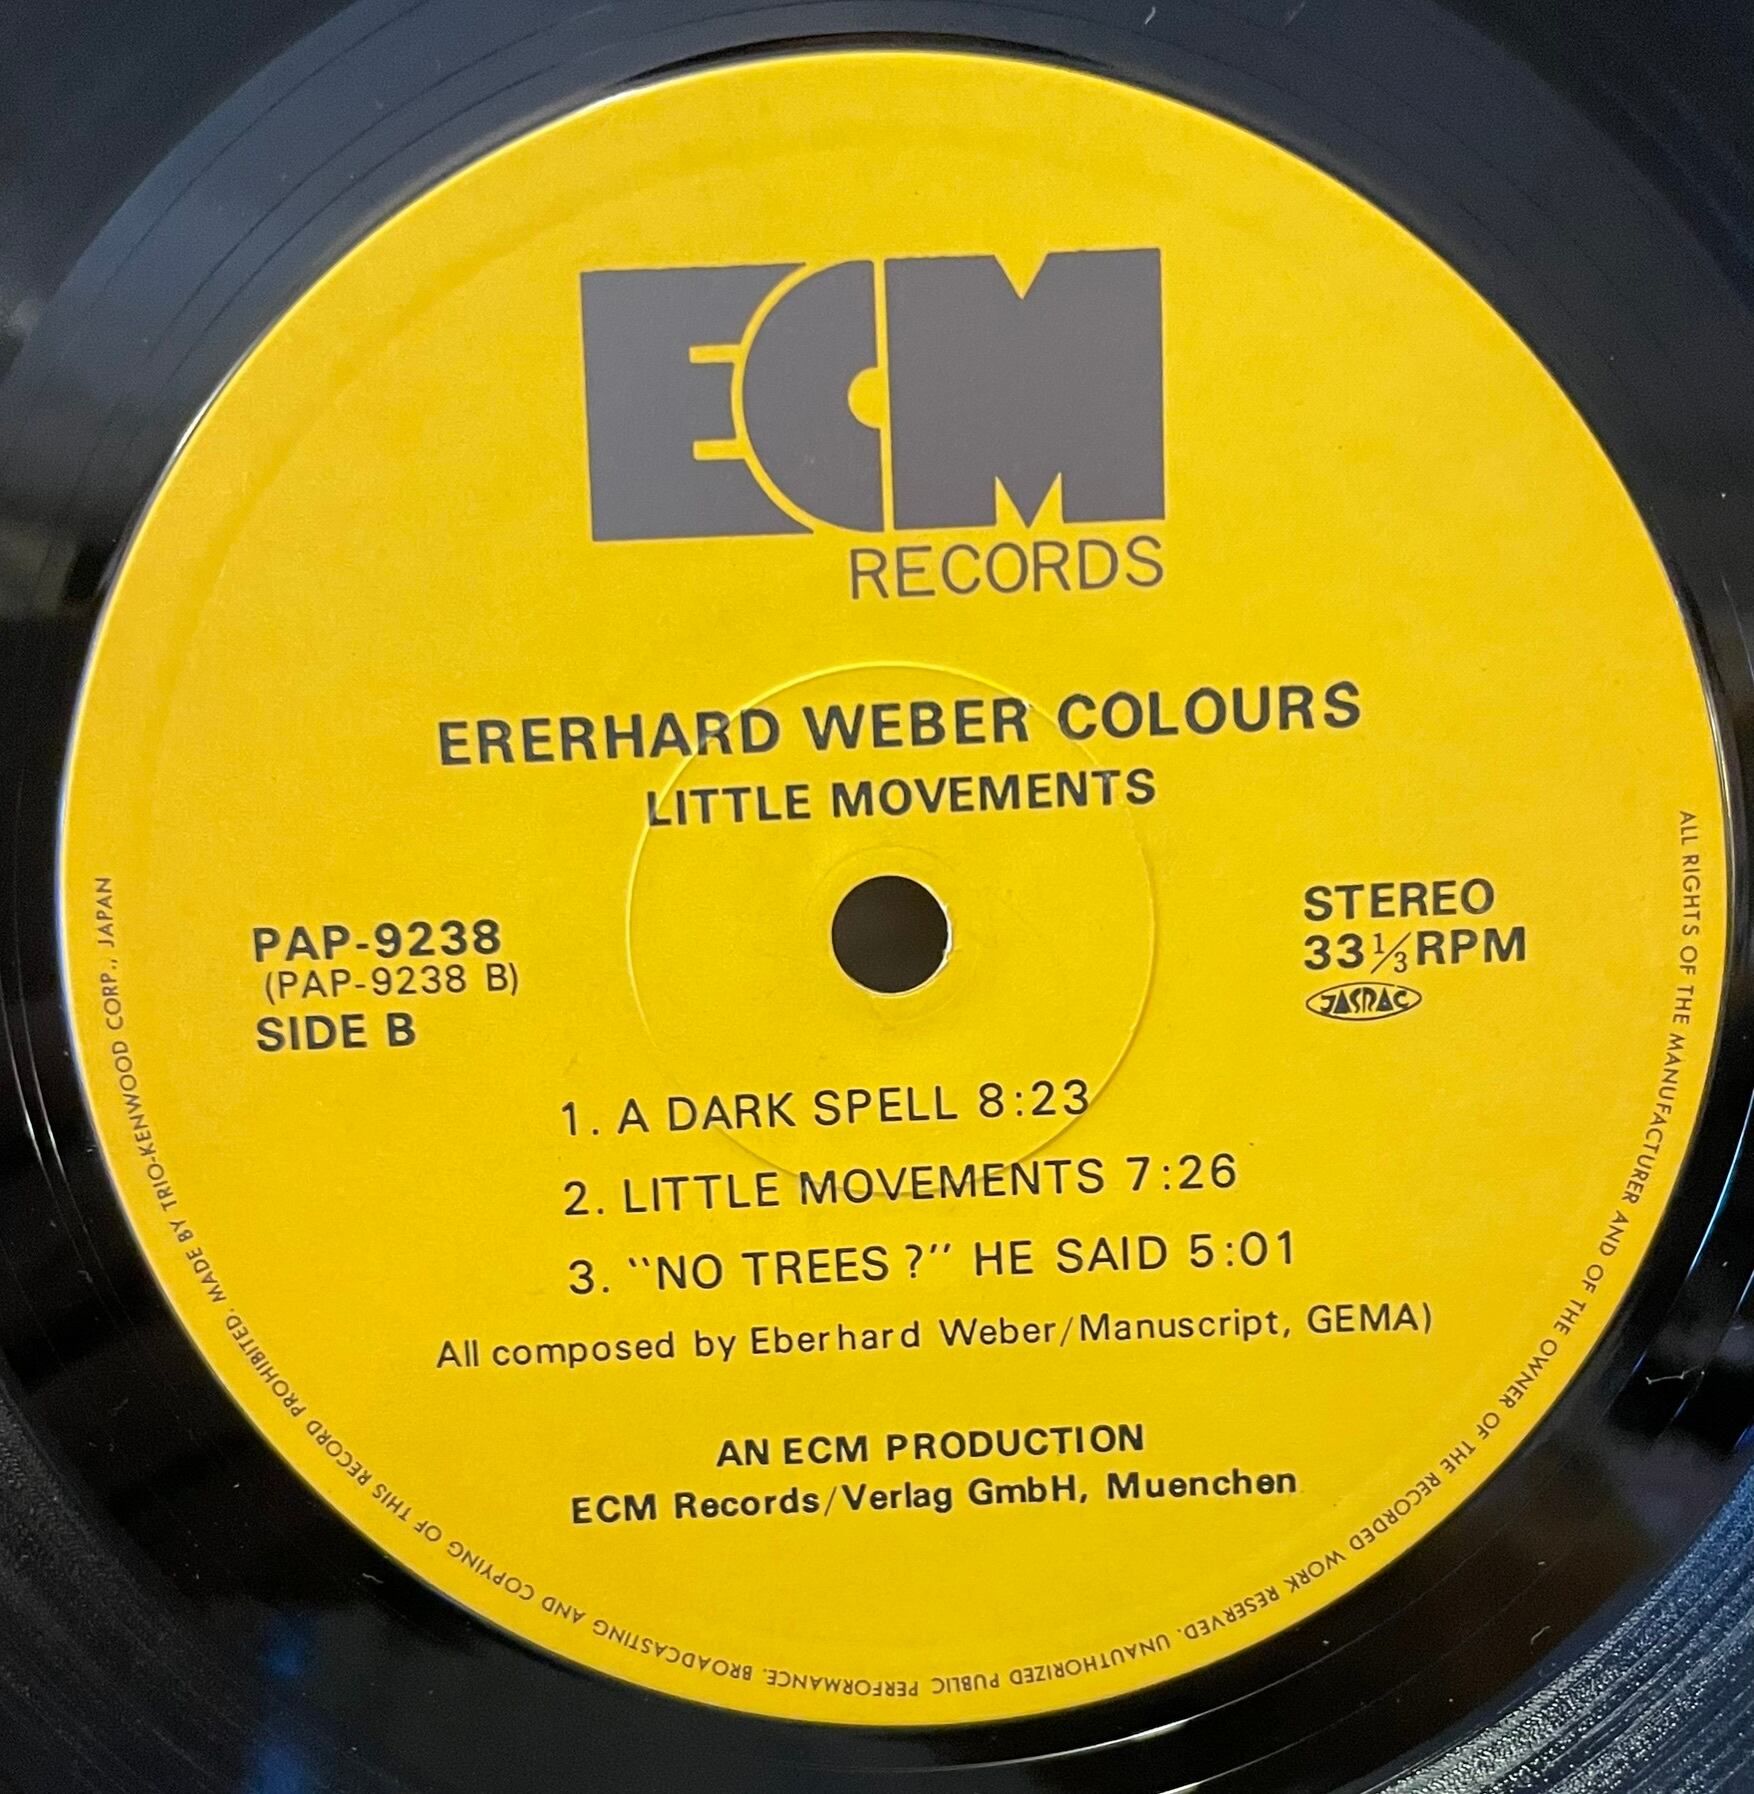 ECM
RECORDS
ERERHARD WEBER COLOURS
LITTLE MOVEMENTS
PAP-9238
(PAP-9238 B)
SIDE B
STEREO
33 1/3 RPM
JASRAC
1. A DARK SPELL 8:23
2. LITTLE MOVEMENTS 7:26
3. "NO TREES ?" HE SAID 5:01
All composed by Eberhard Weber/Manuscript, GEMA)
AN ECM PRODUCTION
ECM Records/Verlag GmbH, Muenchen
ALL RIGHTS OF THE MANUFACTURER AND OF THE OWNER OF THE RECORDED WORK RESERVED. UNAUTHORIZED PUBLIC PERFORMANCE. BROADCASTING AND COPYING OF THIS RECORD PROHIBITED. MADE BY TRIO-KENWOOD CORP., JAPAN